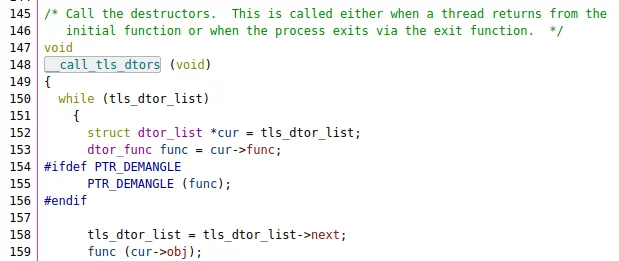 145 /* Call the destructors.  This is called either when a thread returns from the
146    initial function or when the process exits via the exit function.  */
147 void
148 __call_tls_dtors (void)
149 {
150   while (tls_dtor_list)
151     {
152       struct dtor_list *cur = tls_dtor_list;
153       dtor_func func = cur->func;
154 #ifdef PTR_DEMANGLE
155       PTR_DEMANGLE (func);
156 #endif
157
158       tls_dtor_list = tls_dtor_list->next;
159       func (cur->obj);